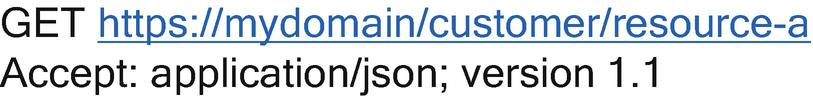 GET https://mydomain/customer/resource-a
Accept: application/json; version 1.1